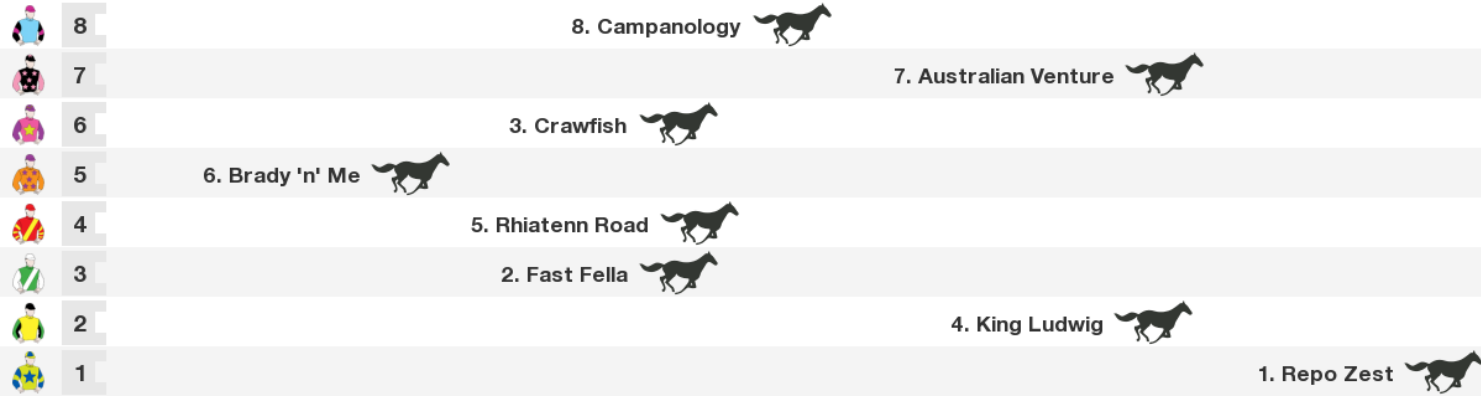 8 8. Campanology
7 7. Australian Venture
6 3. Crawfish
5 6. Brady 'n' Me
4 5. Rhiatenn Road
3 2. Fast Fella
2 4. King Ludwig
1 1. Repo Zest